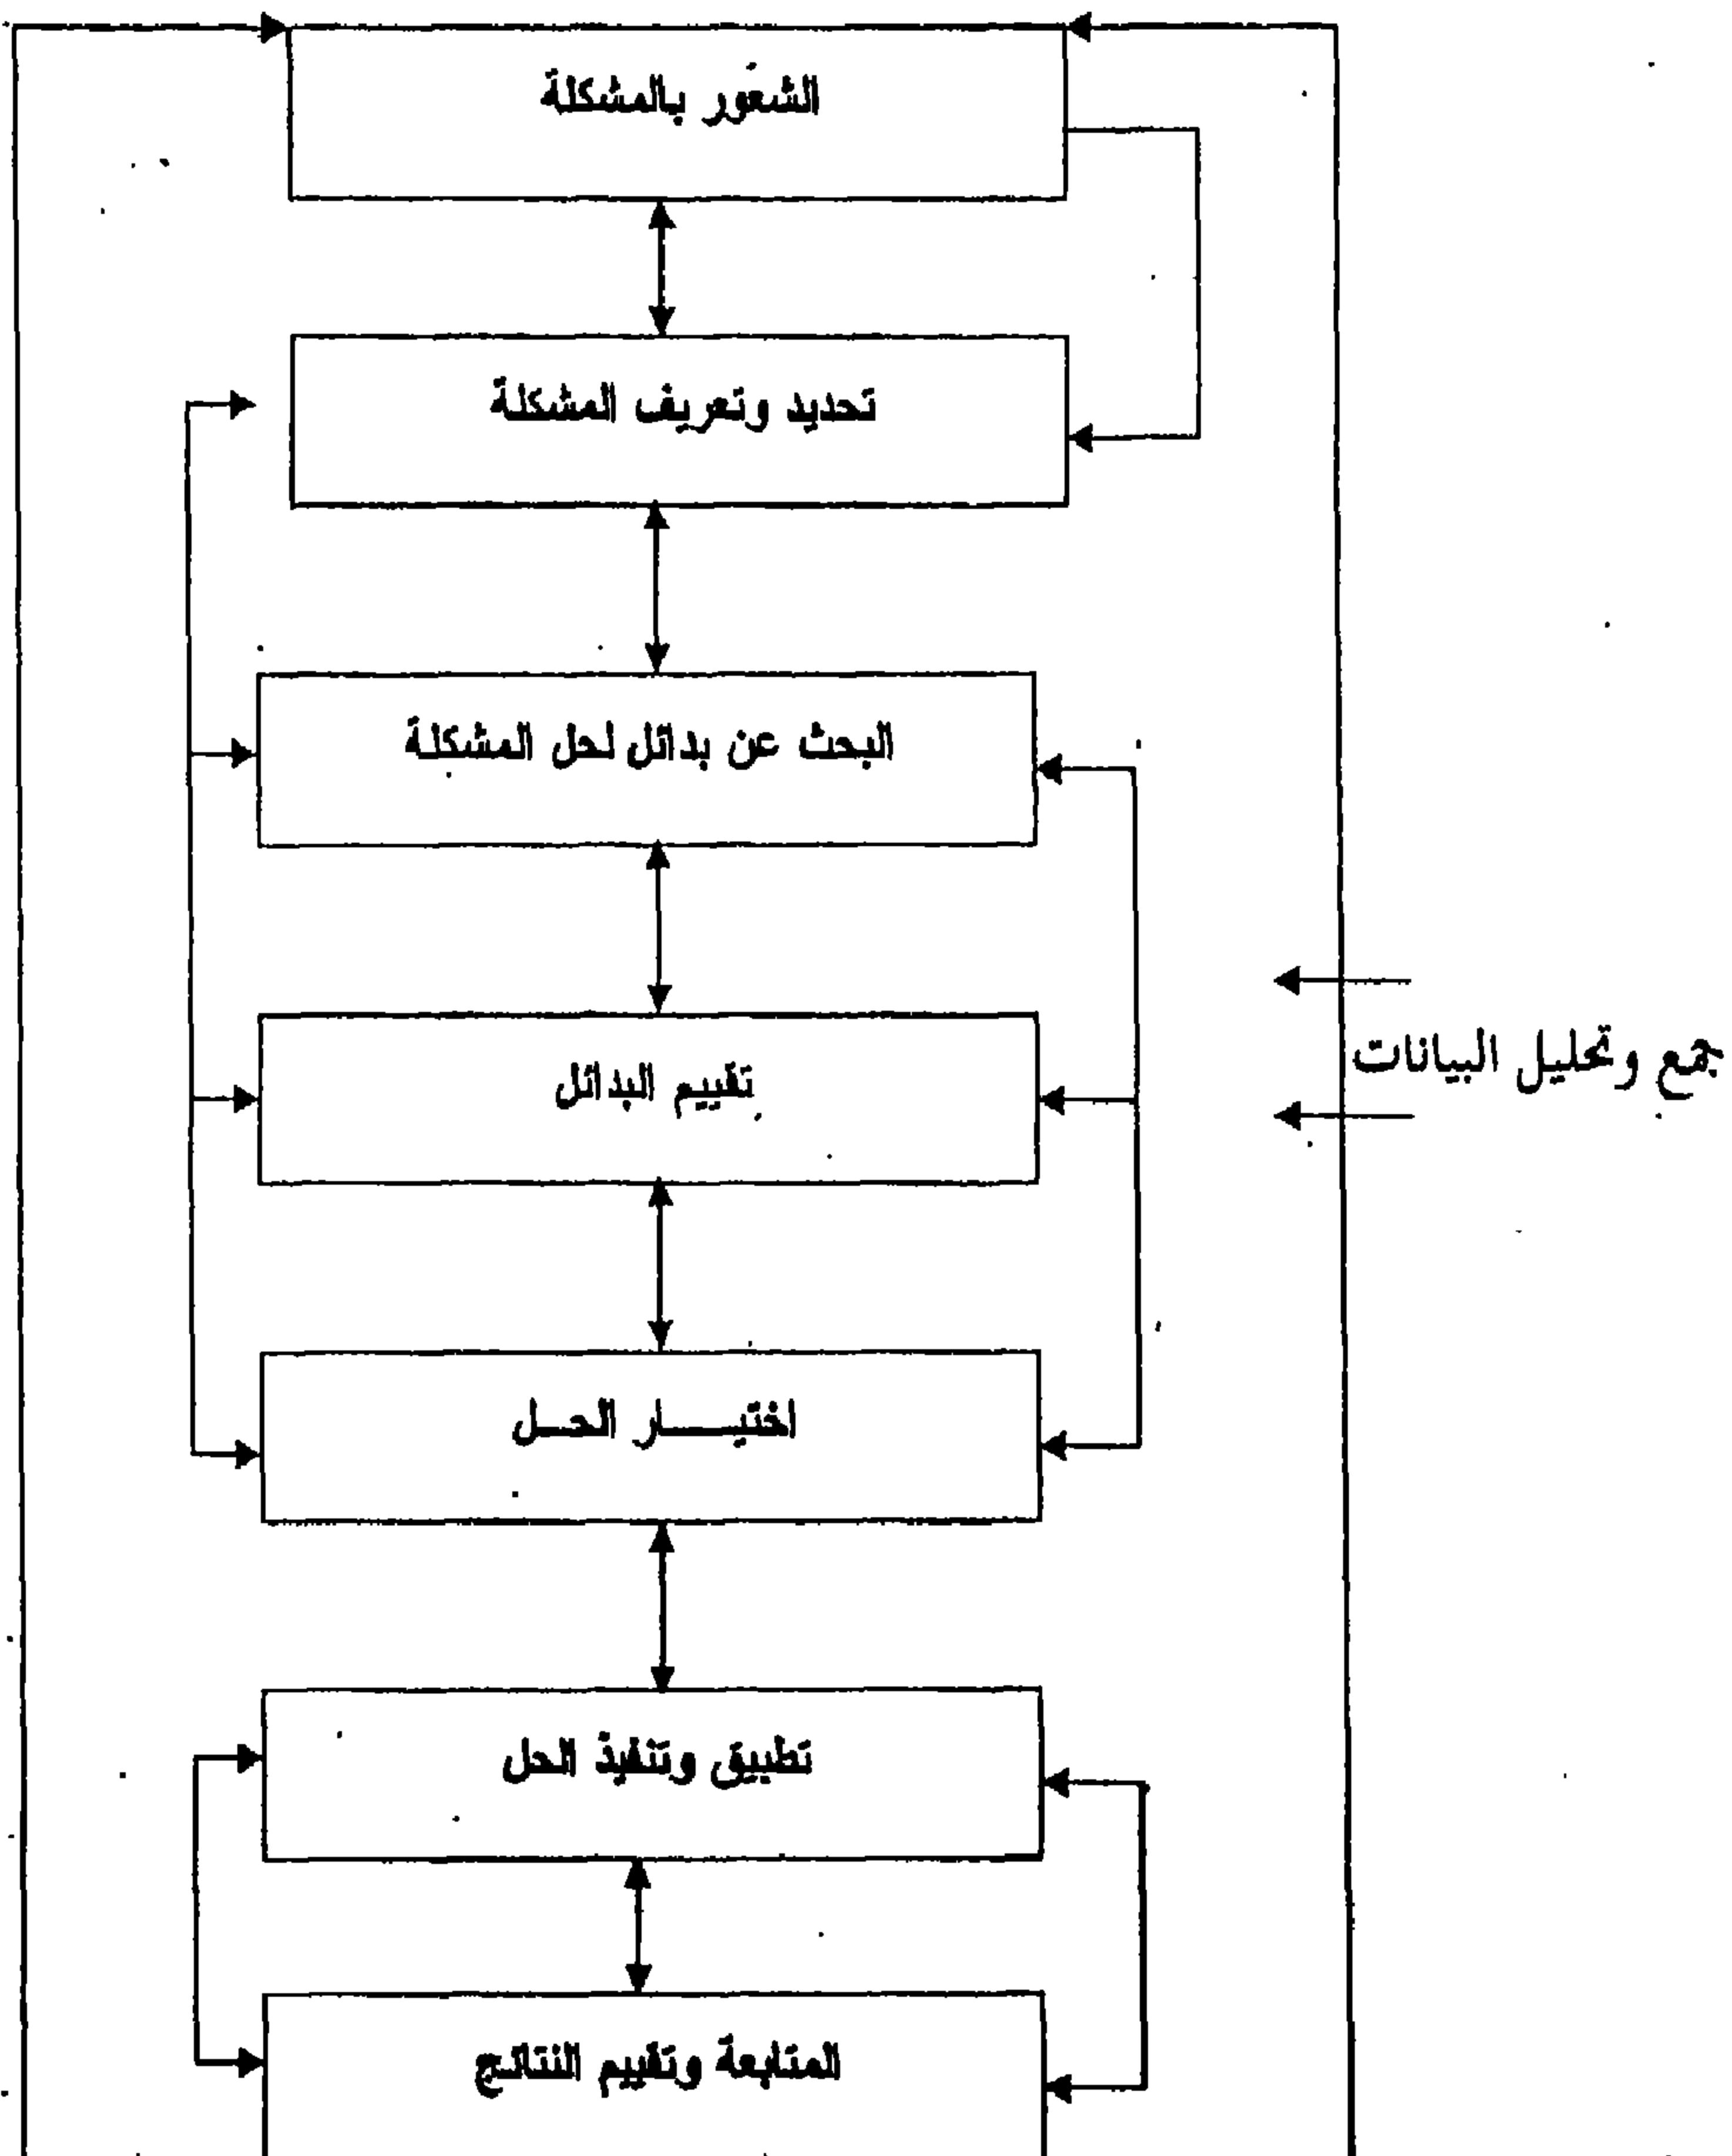 الشعور بالمشكلة
تحديد وتعريف المشكلة
البحث عن بدائل لحل المشكلة
تقييم البدائل
جمع وتحليل البيانات
اختيــــار الحــل
تطبيق وتنفيذ الحل
المتابعة وتقييم النتائج